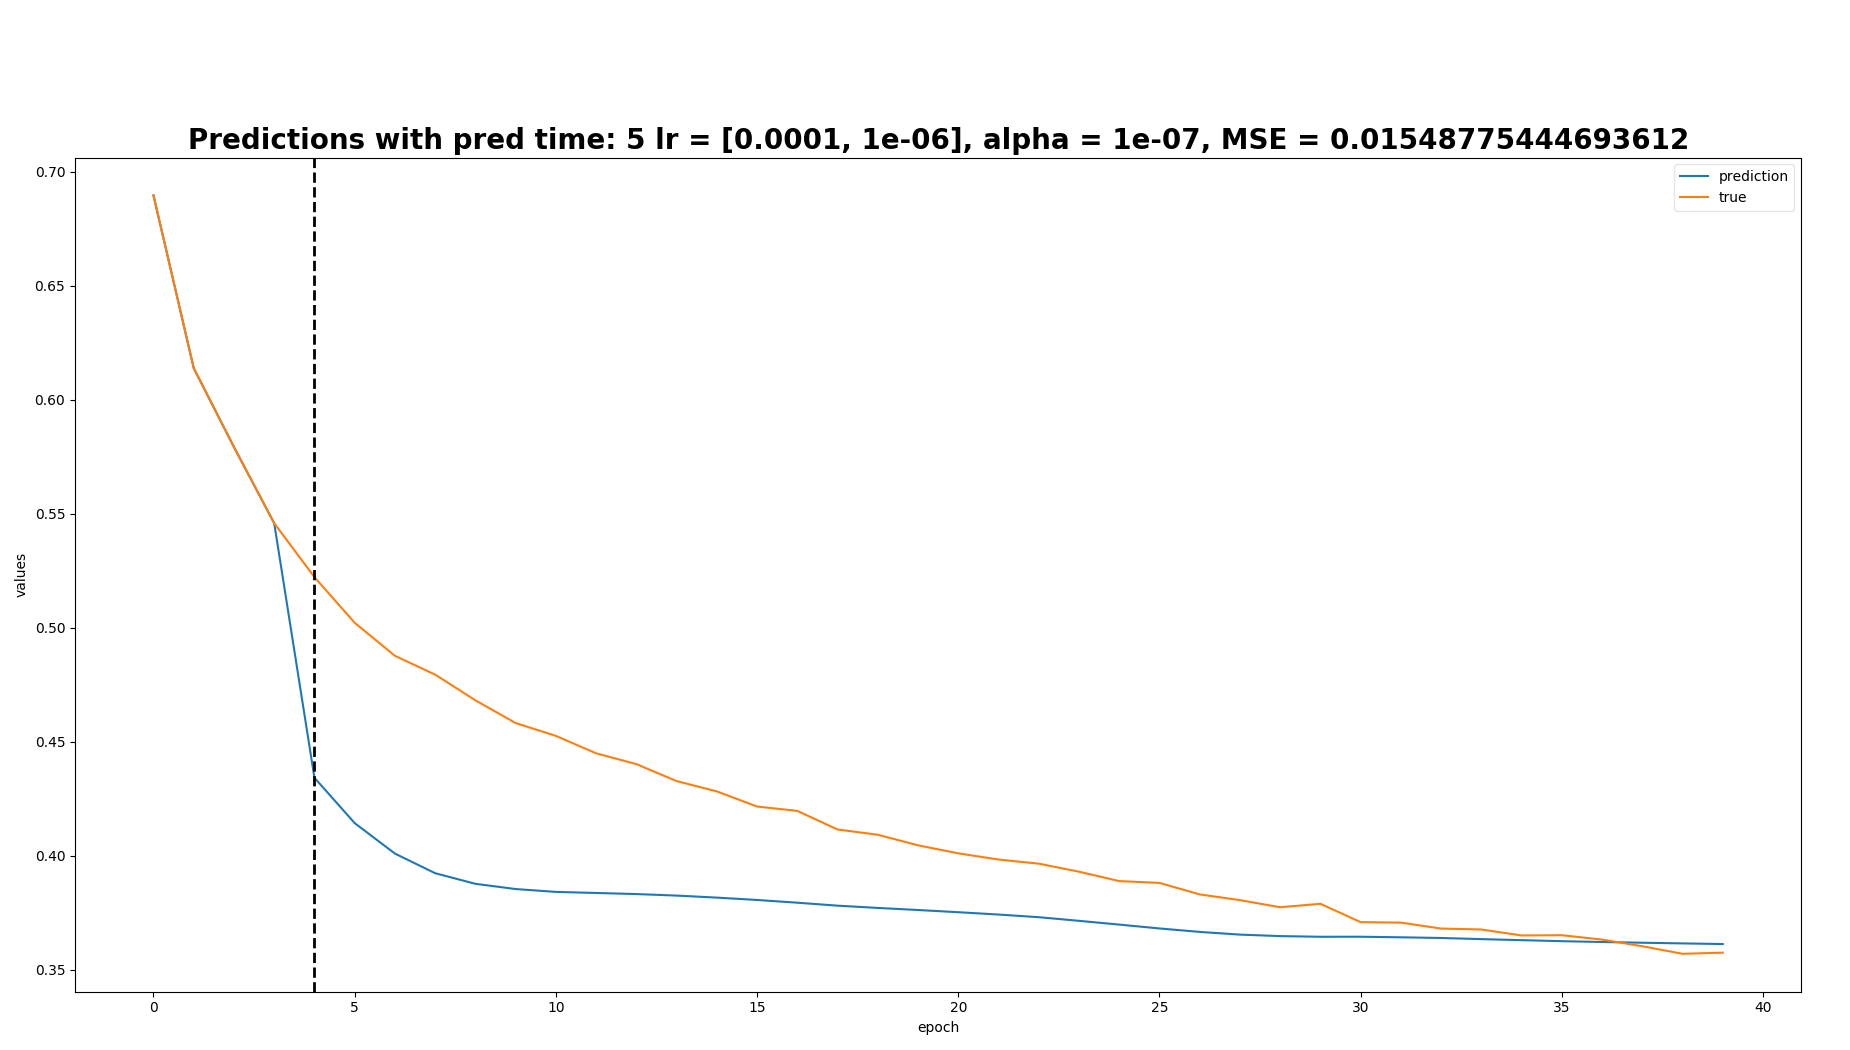 Predictions with pred time: 5 lr = [0.0001, 1e-06], alpha = 1e-07, MSE = 0.01548775444693612
prediction
true
0.70
0.65
0.60
0.55
0.50
0.45
0.40
0.35
values
0 5 10 15 20 25 30 35 40
epoch